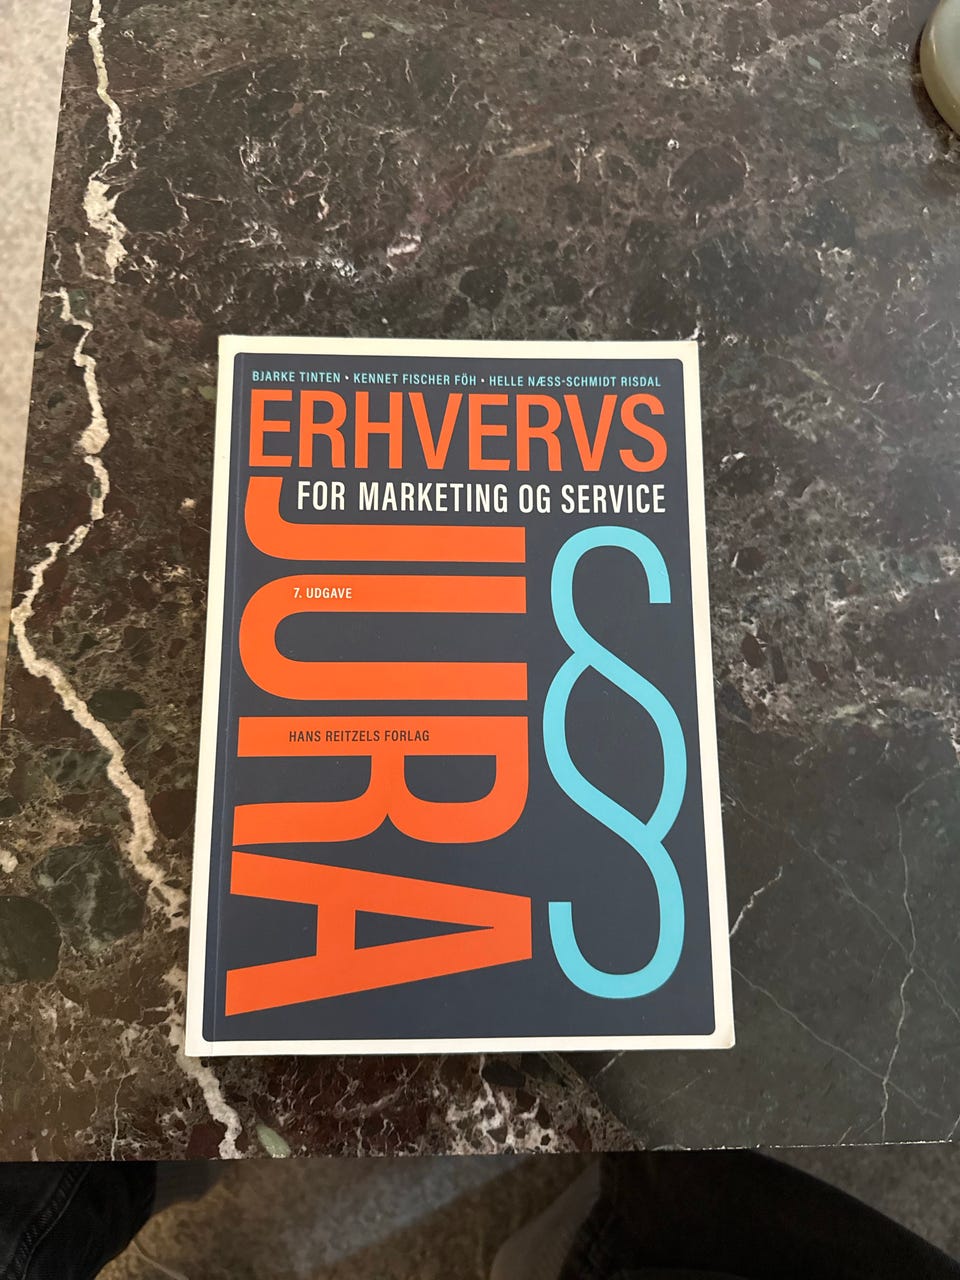 BJARKE TINTEN • KENNET FISCHER FÖH • HELLE NÆSS-SCHMIDT RISDAL
ERHVERVS
FOR MARKETING OG SERVICE
JURA
§
7. UDGAVE
HANS REITZELS FORLAG